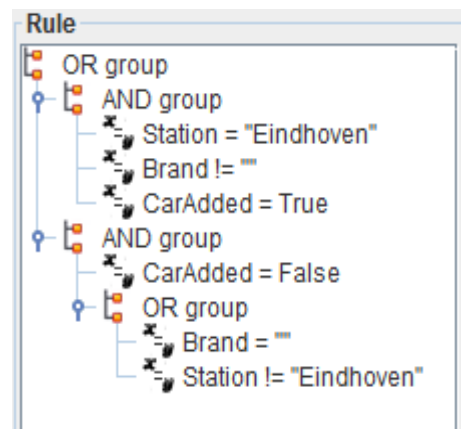 Rule
OR group
AND group
Station = "Eindhoven"
Brand != ""
CarAdded = True
AND group
CarAdded = False
OR group
Brand = ""
Station != "Eindhoven"